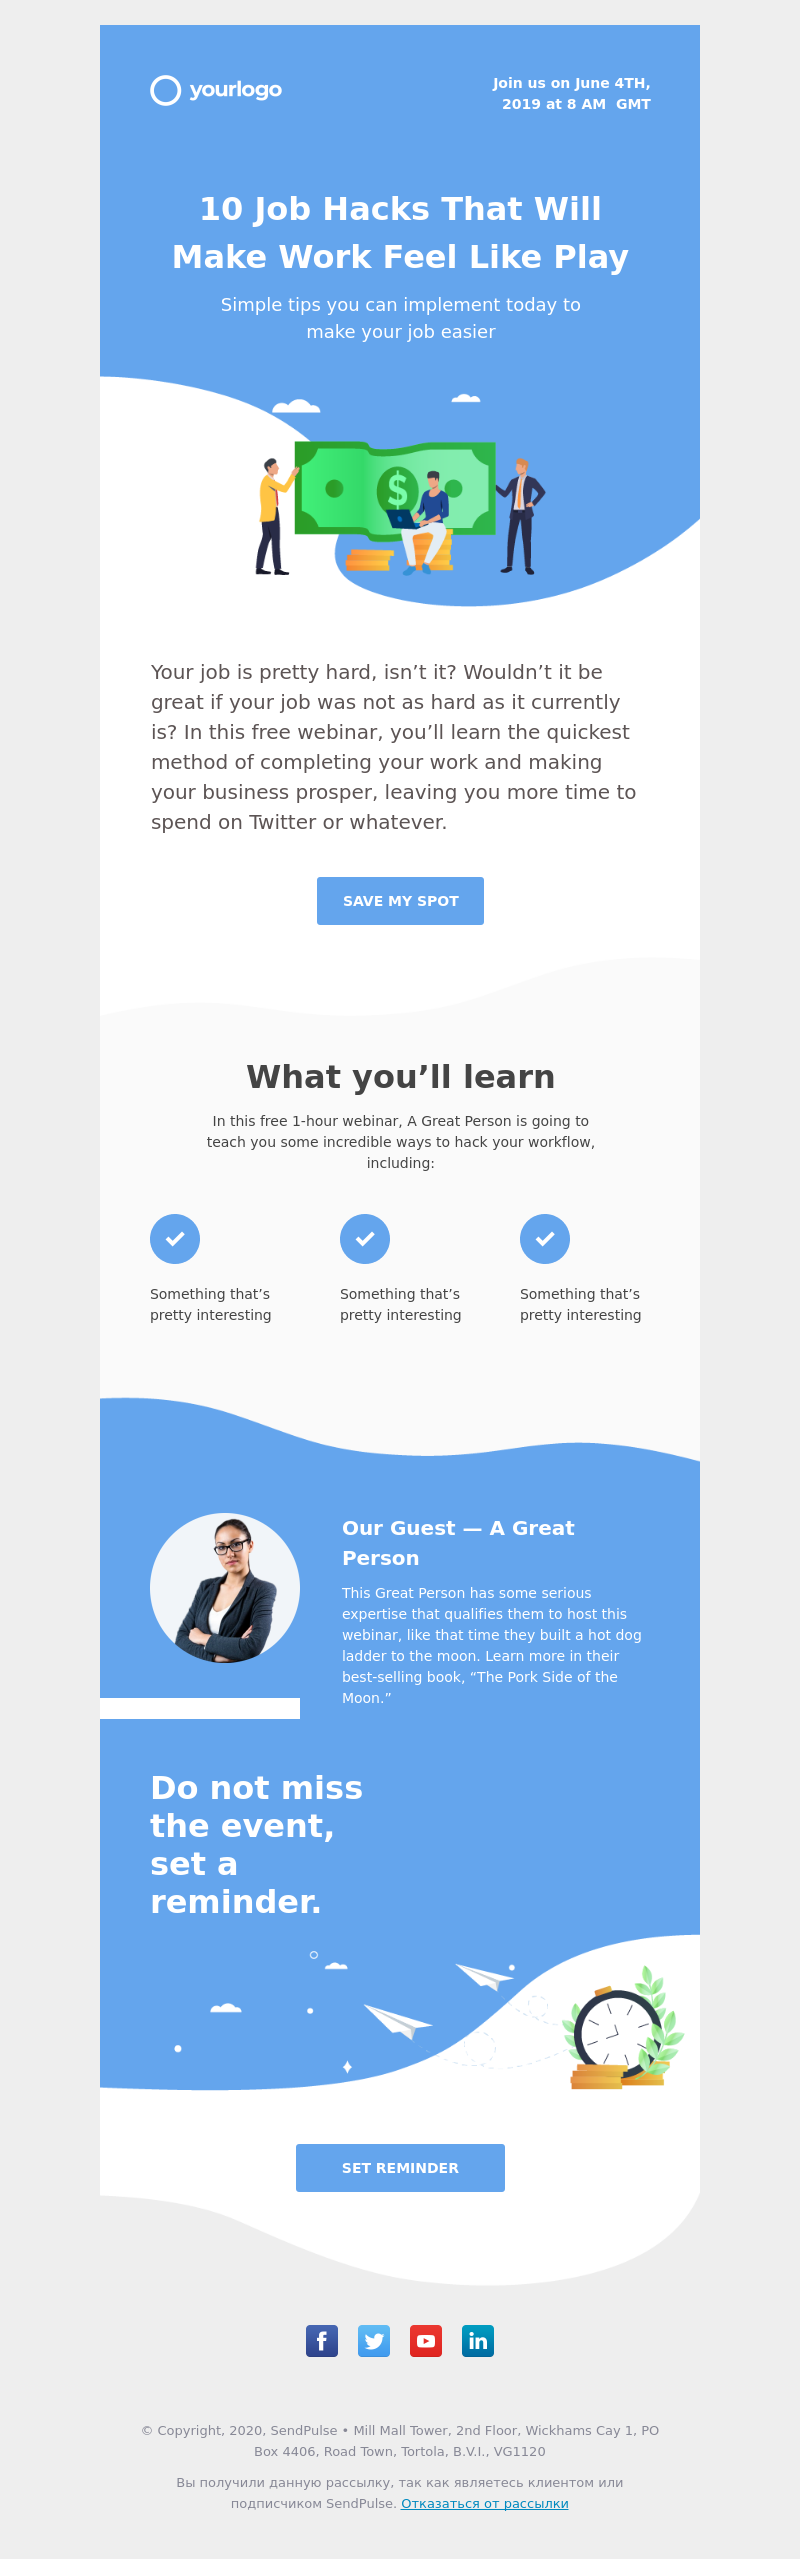 yourlogo
Join us on June 4TH,
2019 at 8 AM  GMT
10 Job Hacks That Will
Make Work Feel Like Play
Simple tips you can implement today to
make your job easier
$
Your job is pretty hard, isn’t it? Wouldn’t it be
great if your job was not as hard as it currently
is? In this free webinar, you’ll learn the quickest
method of completing your work and making
your business prosper, leaving you more time to
spend on Twitter or whatever.
SAVE MY SPOT
What you’ll learn
In this free 1-hour webinar, A Great Person is going to
teach you some incredible ways to hack your workflow,
including:
Something that’s
pretty interesting
Something that’s
pretty interesting
Something that’s
pretty interesting
Our Guest — A Great
Person
This Great Person has some serious
expertise that qualifies them to host this
webinar, like that time they built a hot dog
ladder to the moon. Learn more in their
best-selling book, “The Pork Side of the
Moon.”
Do not miss
the event,
set a
reminder.
SET REMINDER
f
in
© Copyright, 2020, SendPulse • Mill Mall Tower, 2nd Floor, Wickhams Cay 1, PO
Box 4406, Road Town, Tortola, B.V.I., VG1120
Вы получили данную рассылку, так как являетесь клиентом или
подписчиком SendPulse. Отказаться от рассылки